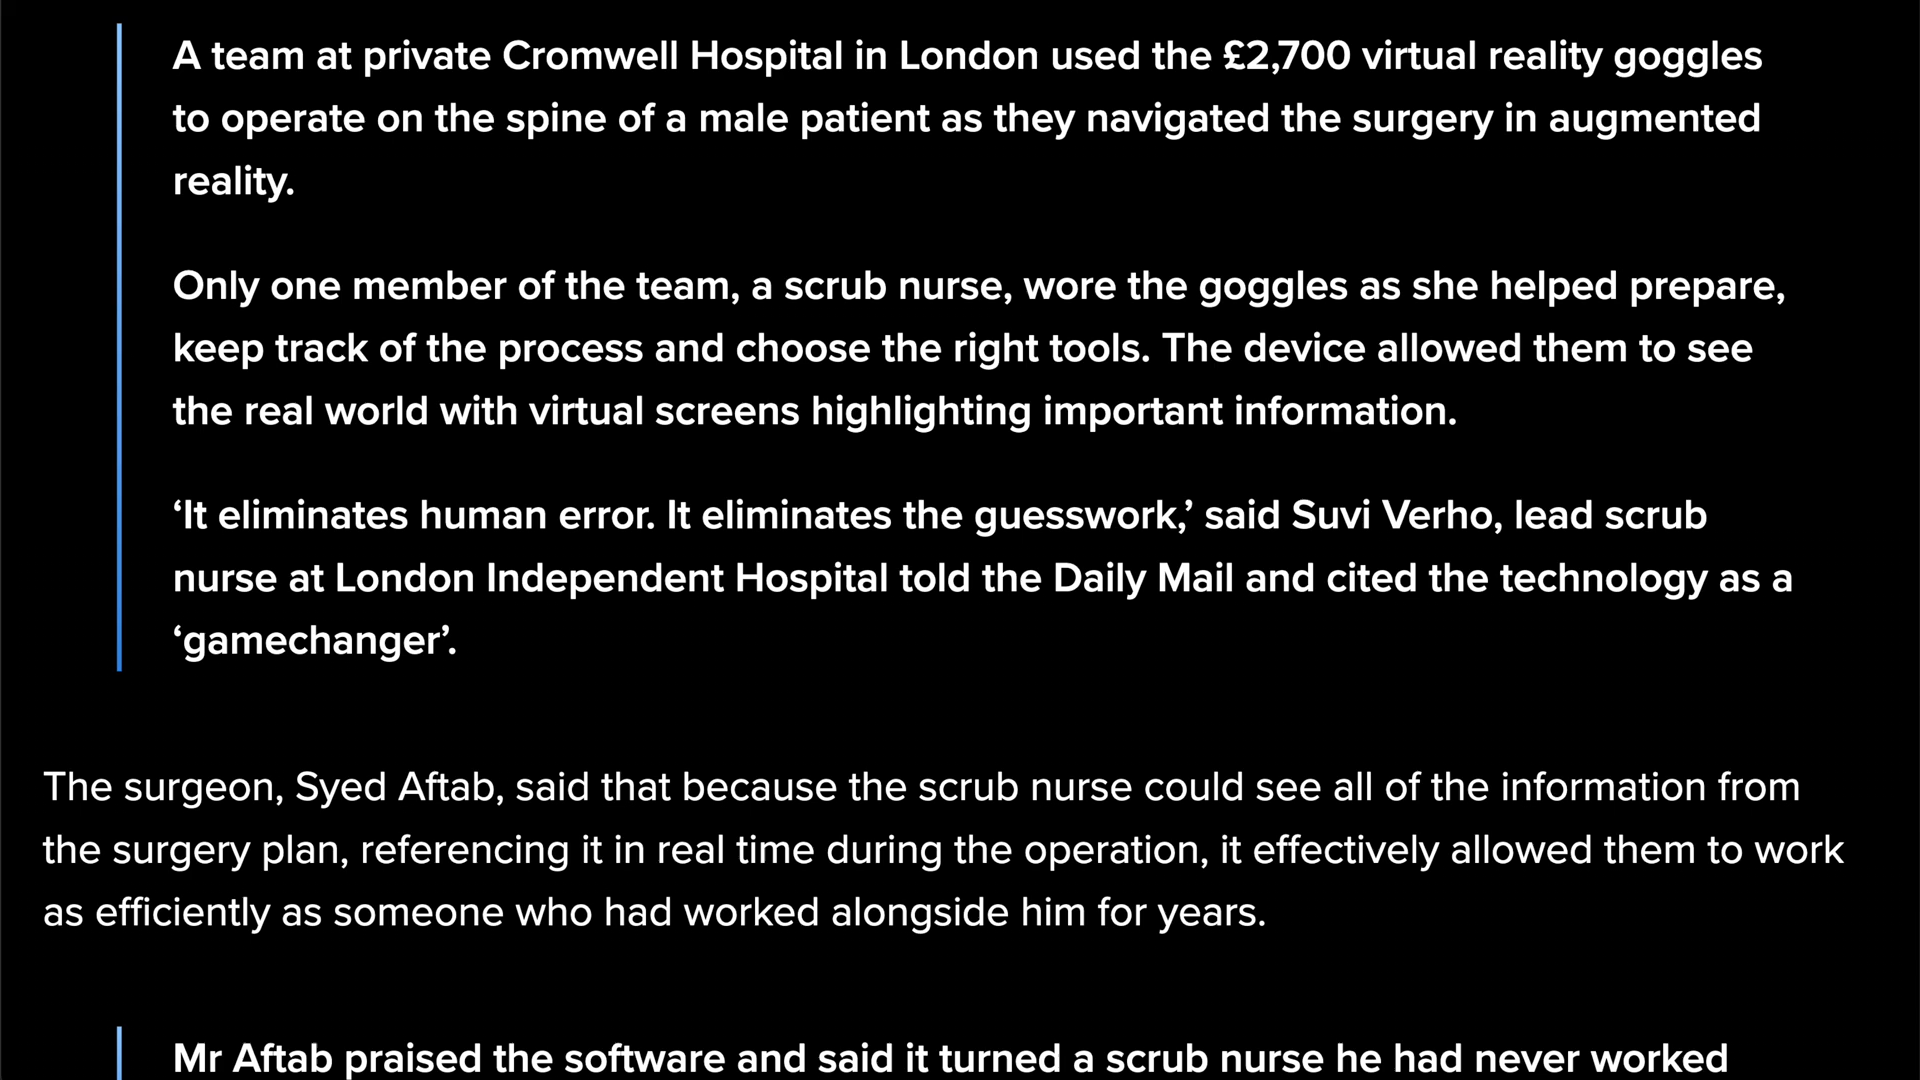 A team at private Cromwell Hospital in London used the £2,700 virtual reality goggles
to operate on the spine of a male patient as they navigated the surgery in augmented
reality.
Only one member of the team, a scrub nurse, wore the goggles as she helped prepare,
keep track of the process and choose the right tools. The device allowed them to see
the real world with virtual screens highlighting important information.
‘It eliminates human error. It eliminates the guesswork,’ said Suvi Verho, lead scrub
nurse at London Independent Hospital told the Daily Mail and cited the technology as a
‘gamechanger’.
The surgeon, Syed Aftab, said that because the scrub nurse could see all of the information from
the surgery plan, referencing it in real time during the operation, it effectively allowed them to work
as efficiently as someone who had worked alongside him for years.
Mr Aftab praised the software and said it turned a scrub nurse he had never worked